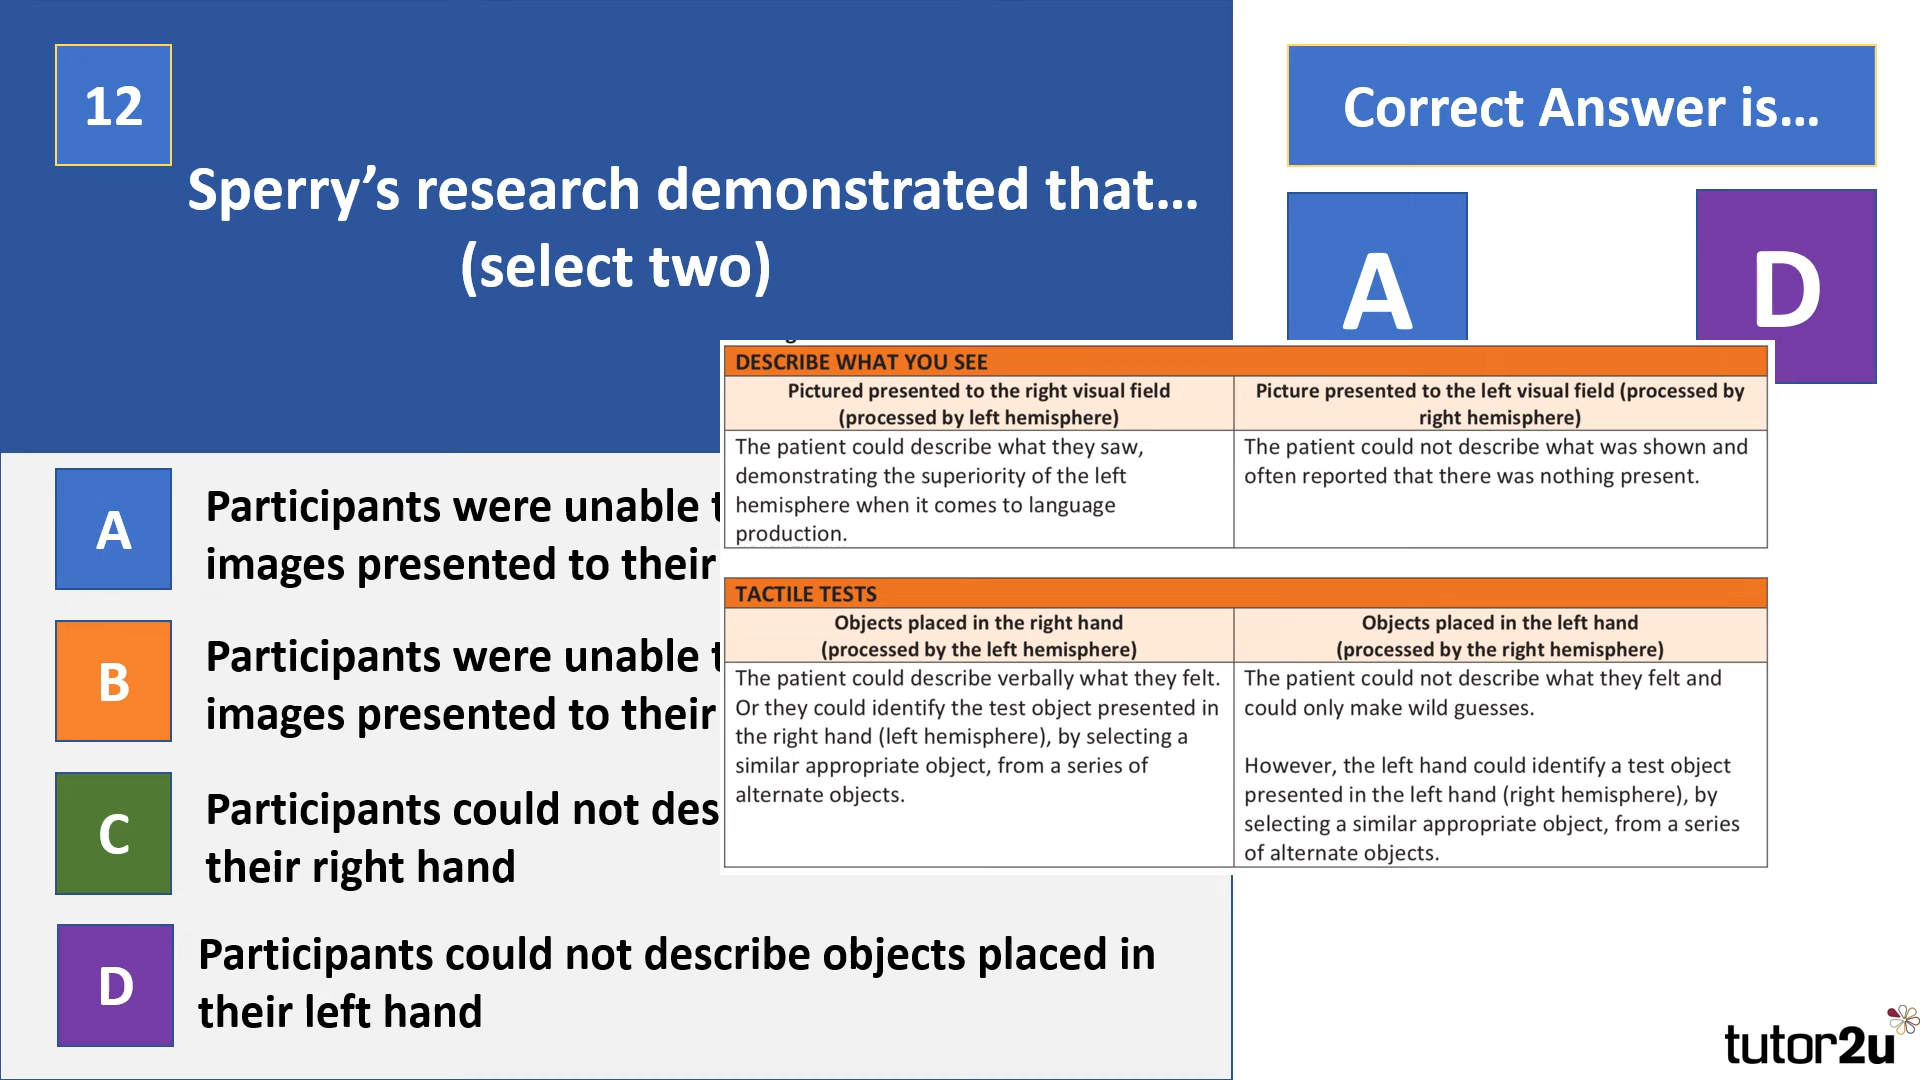 12
Sperry’s research demonstrated that…
(select two)
Correct Answer is…
A
D
A
Participants were unable
images presented to their
B
Participants were unable
images presented to their
C
Participants could not des
their right hand
D
Participants could not describe objects placed in
their left hand
DESCRIBE WHAT YOU SEE
Pictured presented to the right visual field
(processed by left hemisphere)
Picture presented to the left visual field (processed by
right hemisphere)
The patient could describe what they saw,
demonstrating the superiority of the left
hemisphere when it comes to language
production.
The patient could not describe what was shown and
often reported that there was nothing present.
TACTILE TESTS
Objects placed in the right hand
(processed by the left hemisphere)
Objects placed in the left hand
(processed by the right hemisphere)
The patient could describe verbally what they felt.
Or they could identify the test object presented in
the right hand (left hemisphere), by selecting a
similar appropriate object, from a series of
alternate objects.
The patient could not describe what they felt and
could only make wild guesses.
However, the left hand could identify a test object
presented in the left hand (right hemisphere), by
selecting a similar appropriate object, from a series
of alternate objects.
tutor2u